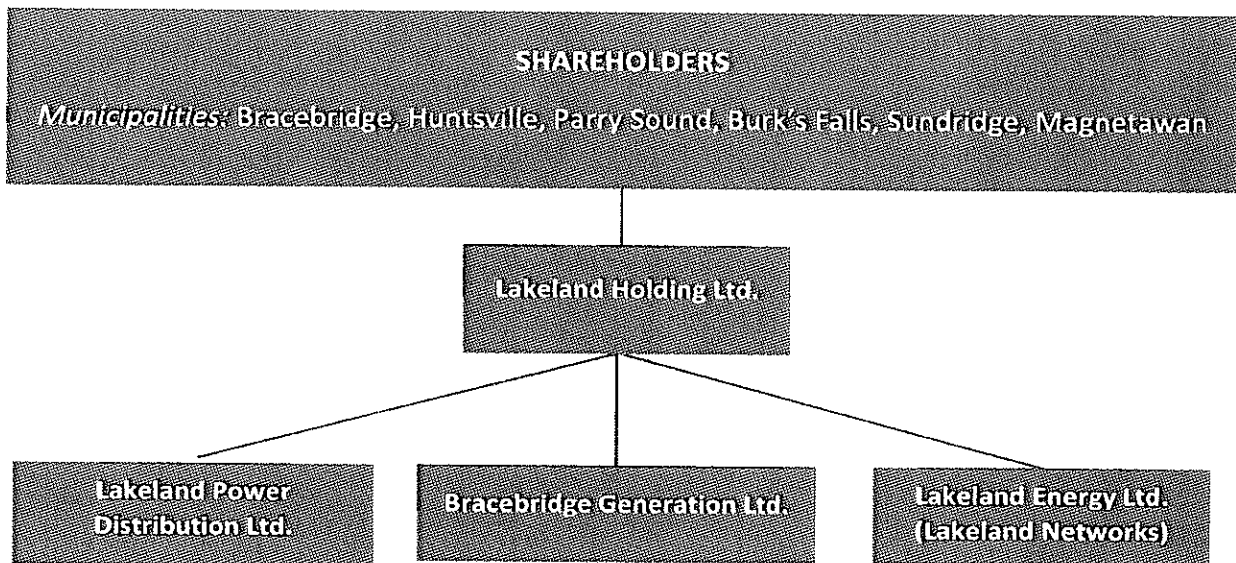 SHAREHOLDERS
Municipalities: Bracebridge, Huntsville, Parry Sound, Burk's Falls, Sundridge, Magnetawan
Lakeland Holding Ltd.
Lakeland Power
Distribution Ltd.
Bracebridge Generation Ltd.
Lakeland Energy Ltd.
(Lakeland Networks)